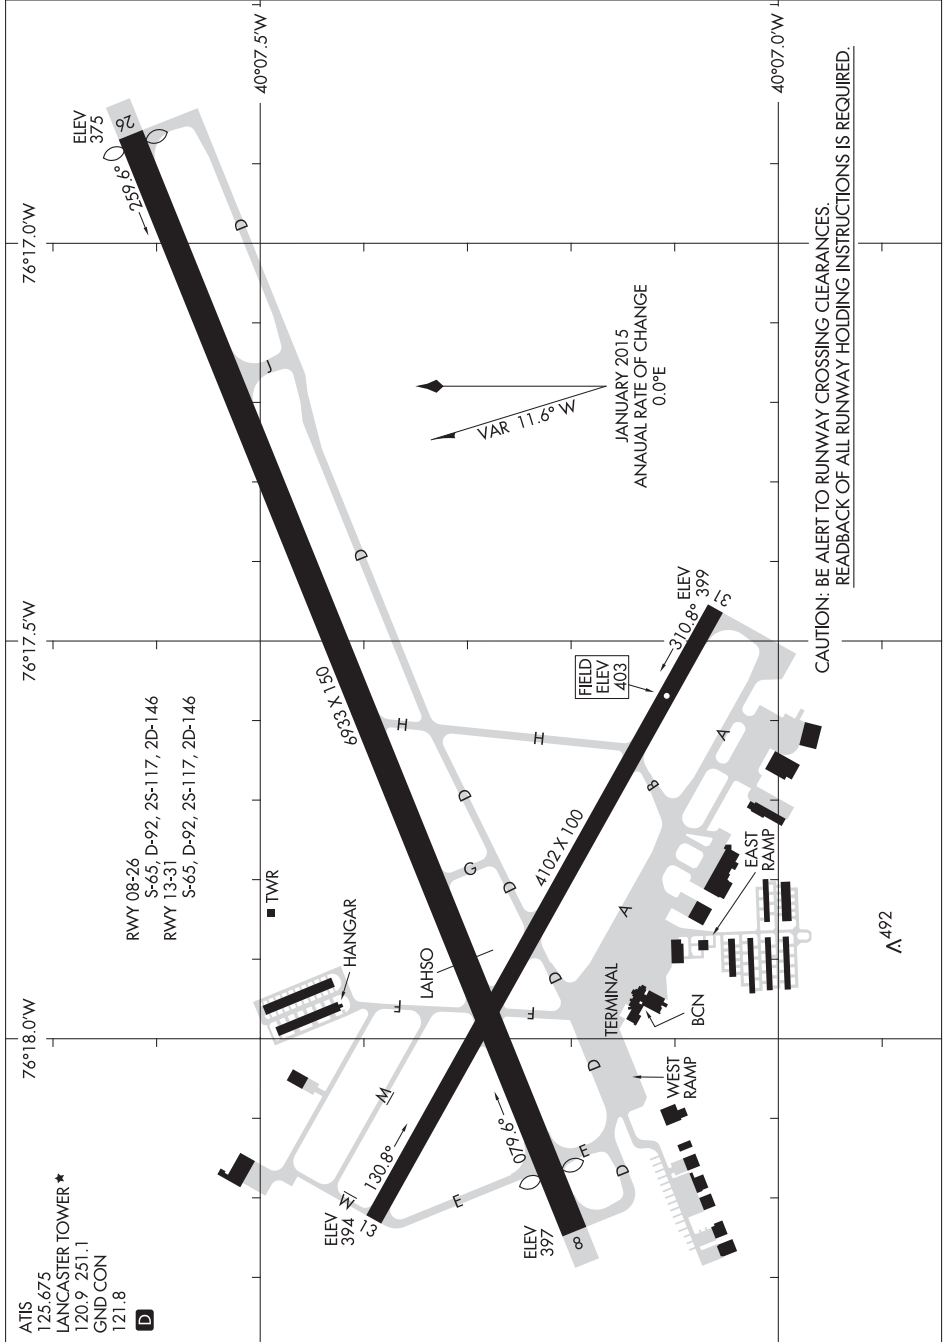 ATIS
125.675
LANCASTER TOWER★
120.9 251.1
GND CON
121.8
D
76°18.0'W
76°17.5'W
76°17.0'W
40°07.5'W
40°07.0'W
RWY 08-26
S-65, D-92, 2S-117, 2D-146
RWY 13-31
S-65, D-92, 2S-117, 2D-146
TWR
HANGAR
ELEV
375
26
259.6°
D
J
6933 X 150
D
H
H
D
G
D
LAHSO
F
F
D
M
M
130.8°
ELEV
394
13
E
E
079.6°
ELEV
397
8
D
D
4102 X 100
FIELD
ELEV
403
310.8°
ELEV
399
31
A
B
A
TERMINAL
BCN
WEST
RAMP
EAST
RAMP
492
VAR 11.6° W
JANUARY 2015
ANAUAL RATE OF CHANGE
0.0°E
CAUTION: BE ALERT TO RUNWAY CROSSING CLEARANCES.
READBACK OF ALL RUNWAY HOLDING INSTRUCTIONS IS REQUIRED.